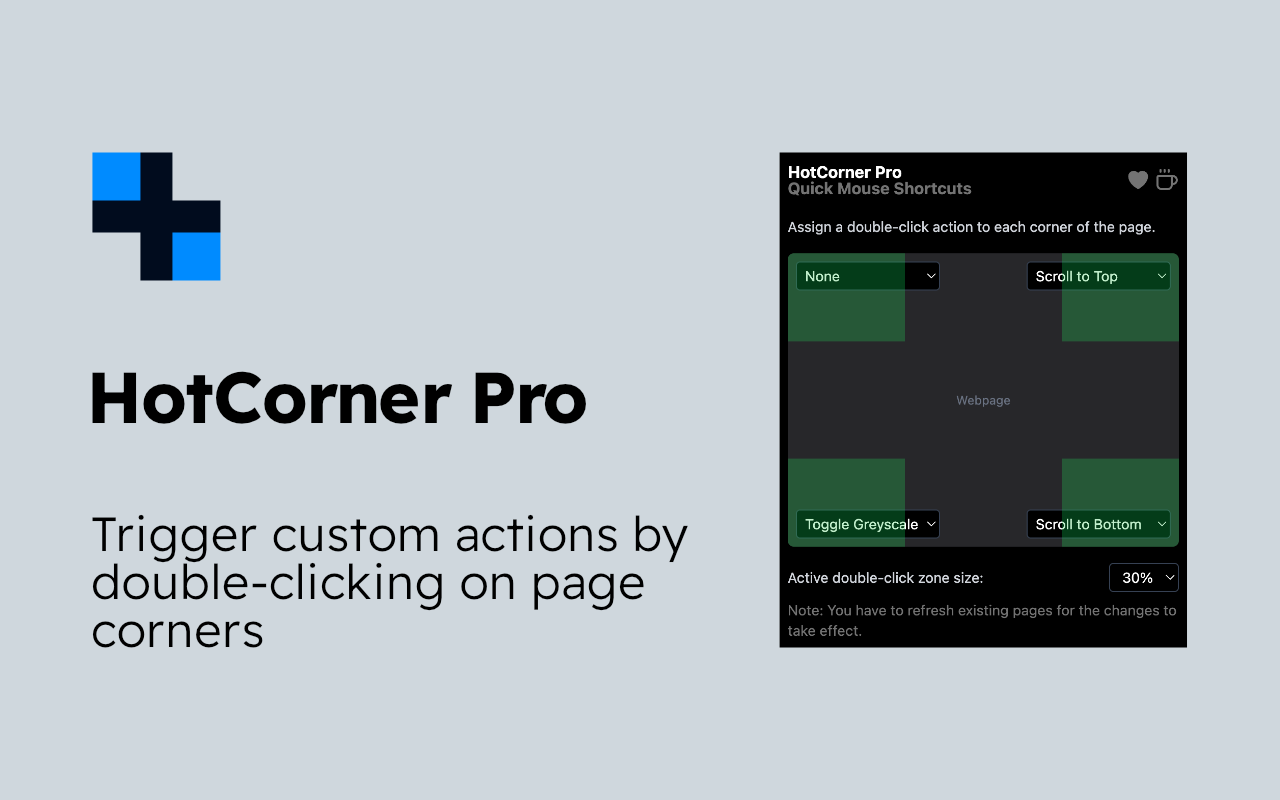 HotCorner Pro
Trigger custom actions by
double-clicking on page
corners
HotCorner Pro
Quick Mouse Shortcuts
Assign a double-click action to each corner of the page.
None
Scroll to Top
Webpage
Toggle Greyscale
Scroll to Bottom
Active double-click zone size:
30%
Note: You have to refresh existing pages for the changes to
take effect.